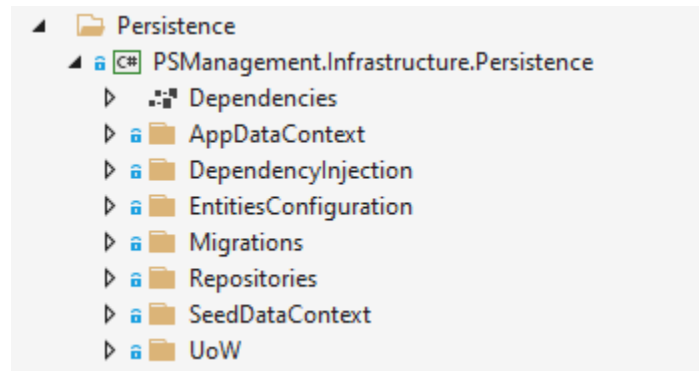 Persistence
C# PSManagement.Infrastructure.Persistence
Dependencies
AppDataContext
DependencyInjection
EntitiesConfiguration
Migrations
Repositories
SeedDataContext
UoW